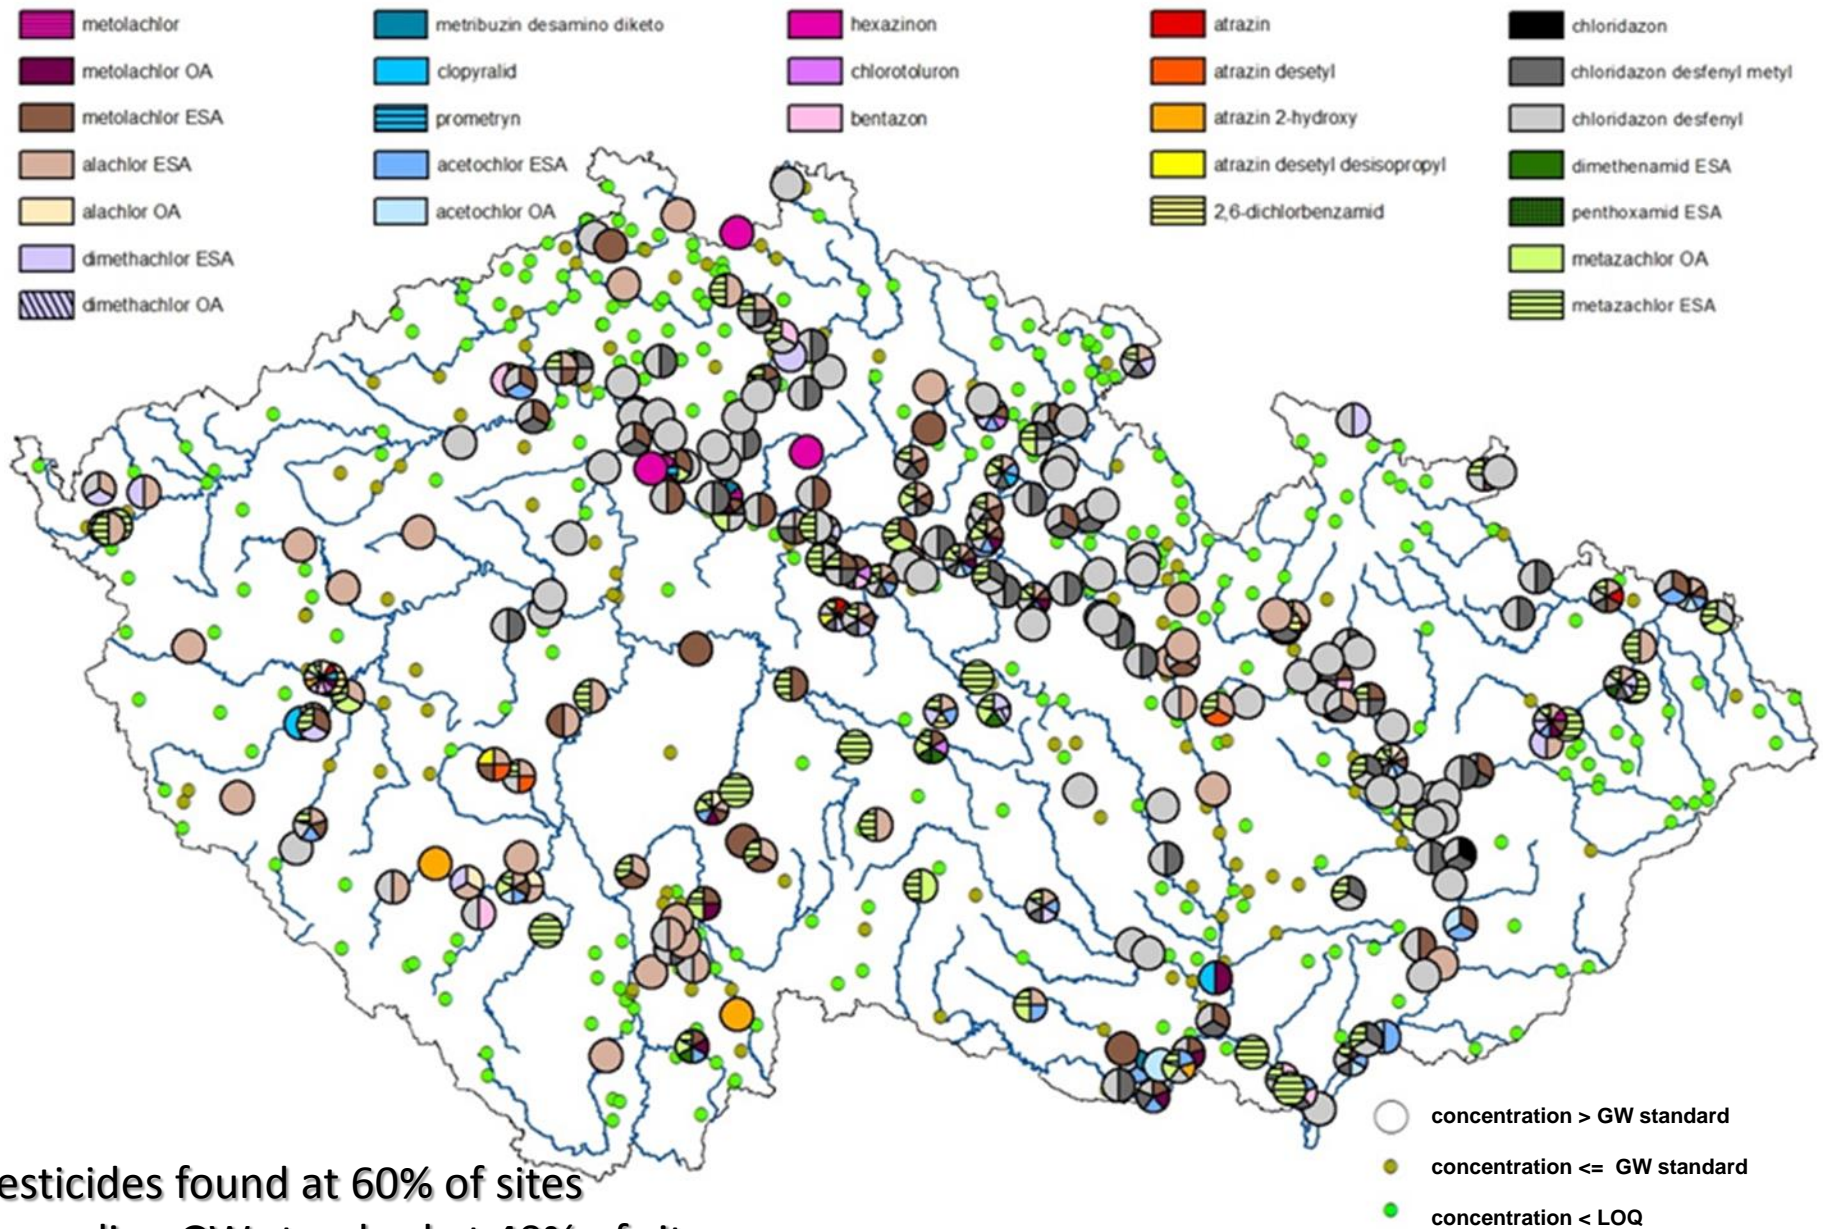 metolachlor
metolachlor OA
metolachlor ESA
alachlor ESA
alachlor OA
dimethachlor ESA
dimethachlor OA
metribuzin desamino diketo
clopyralid
prometryn
acetochlor ESA
acetochlor OA
hexazinon
chlorotoluron
bentazon
atrazin
atrazin desetyl
atrazin 2-hydroxy
atrazin desetyl desisopropyl
2,6-dichlorbenzamid
chloridazon
chloridazon desfenyl metyl
chloridazon desfenyl
dimethenamid ESA
penthoxamid ESA
metazachlor OA
metazachlor ESA
concentration > GW standard
concentration <= GW standard
concentration < LOQ
esticides found at 60% of sites